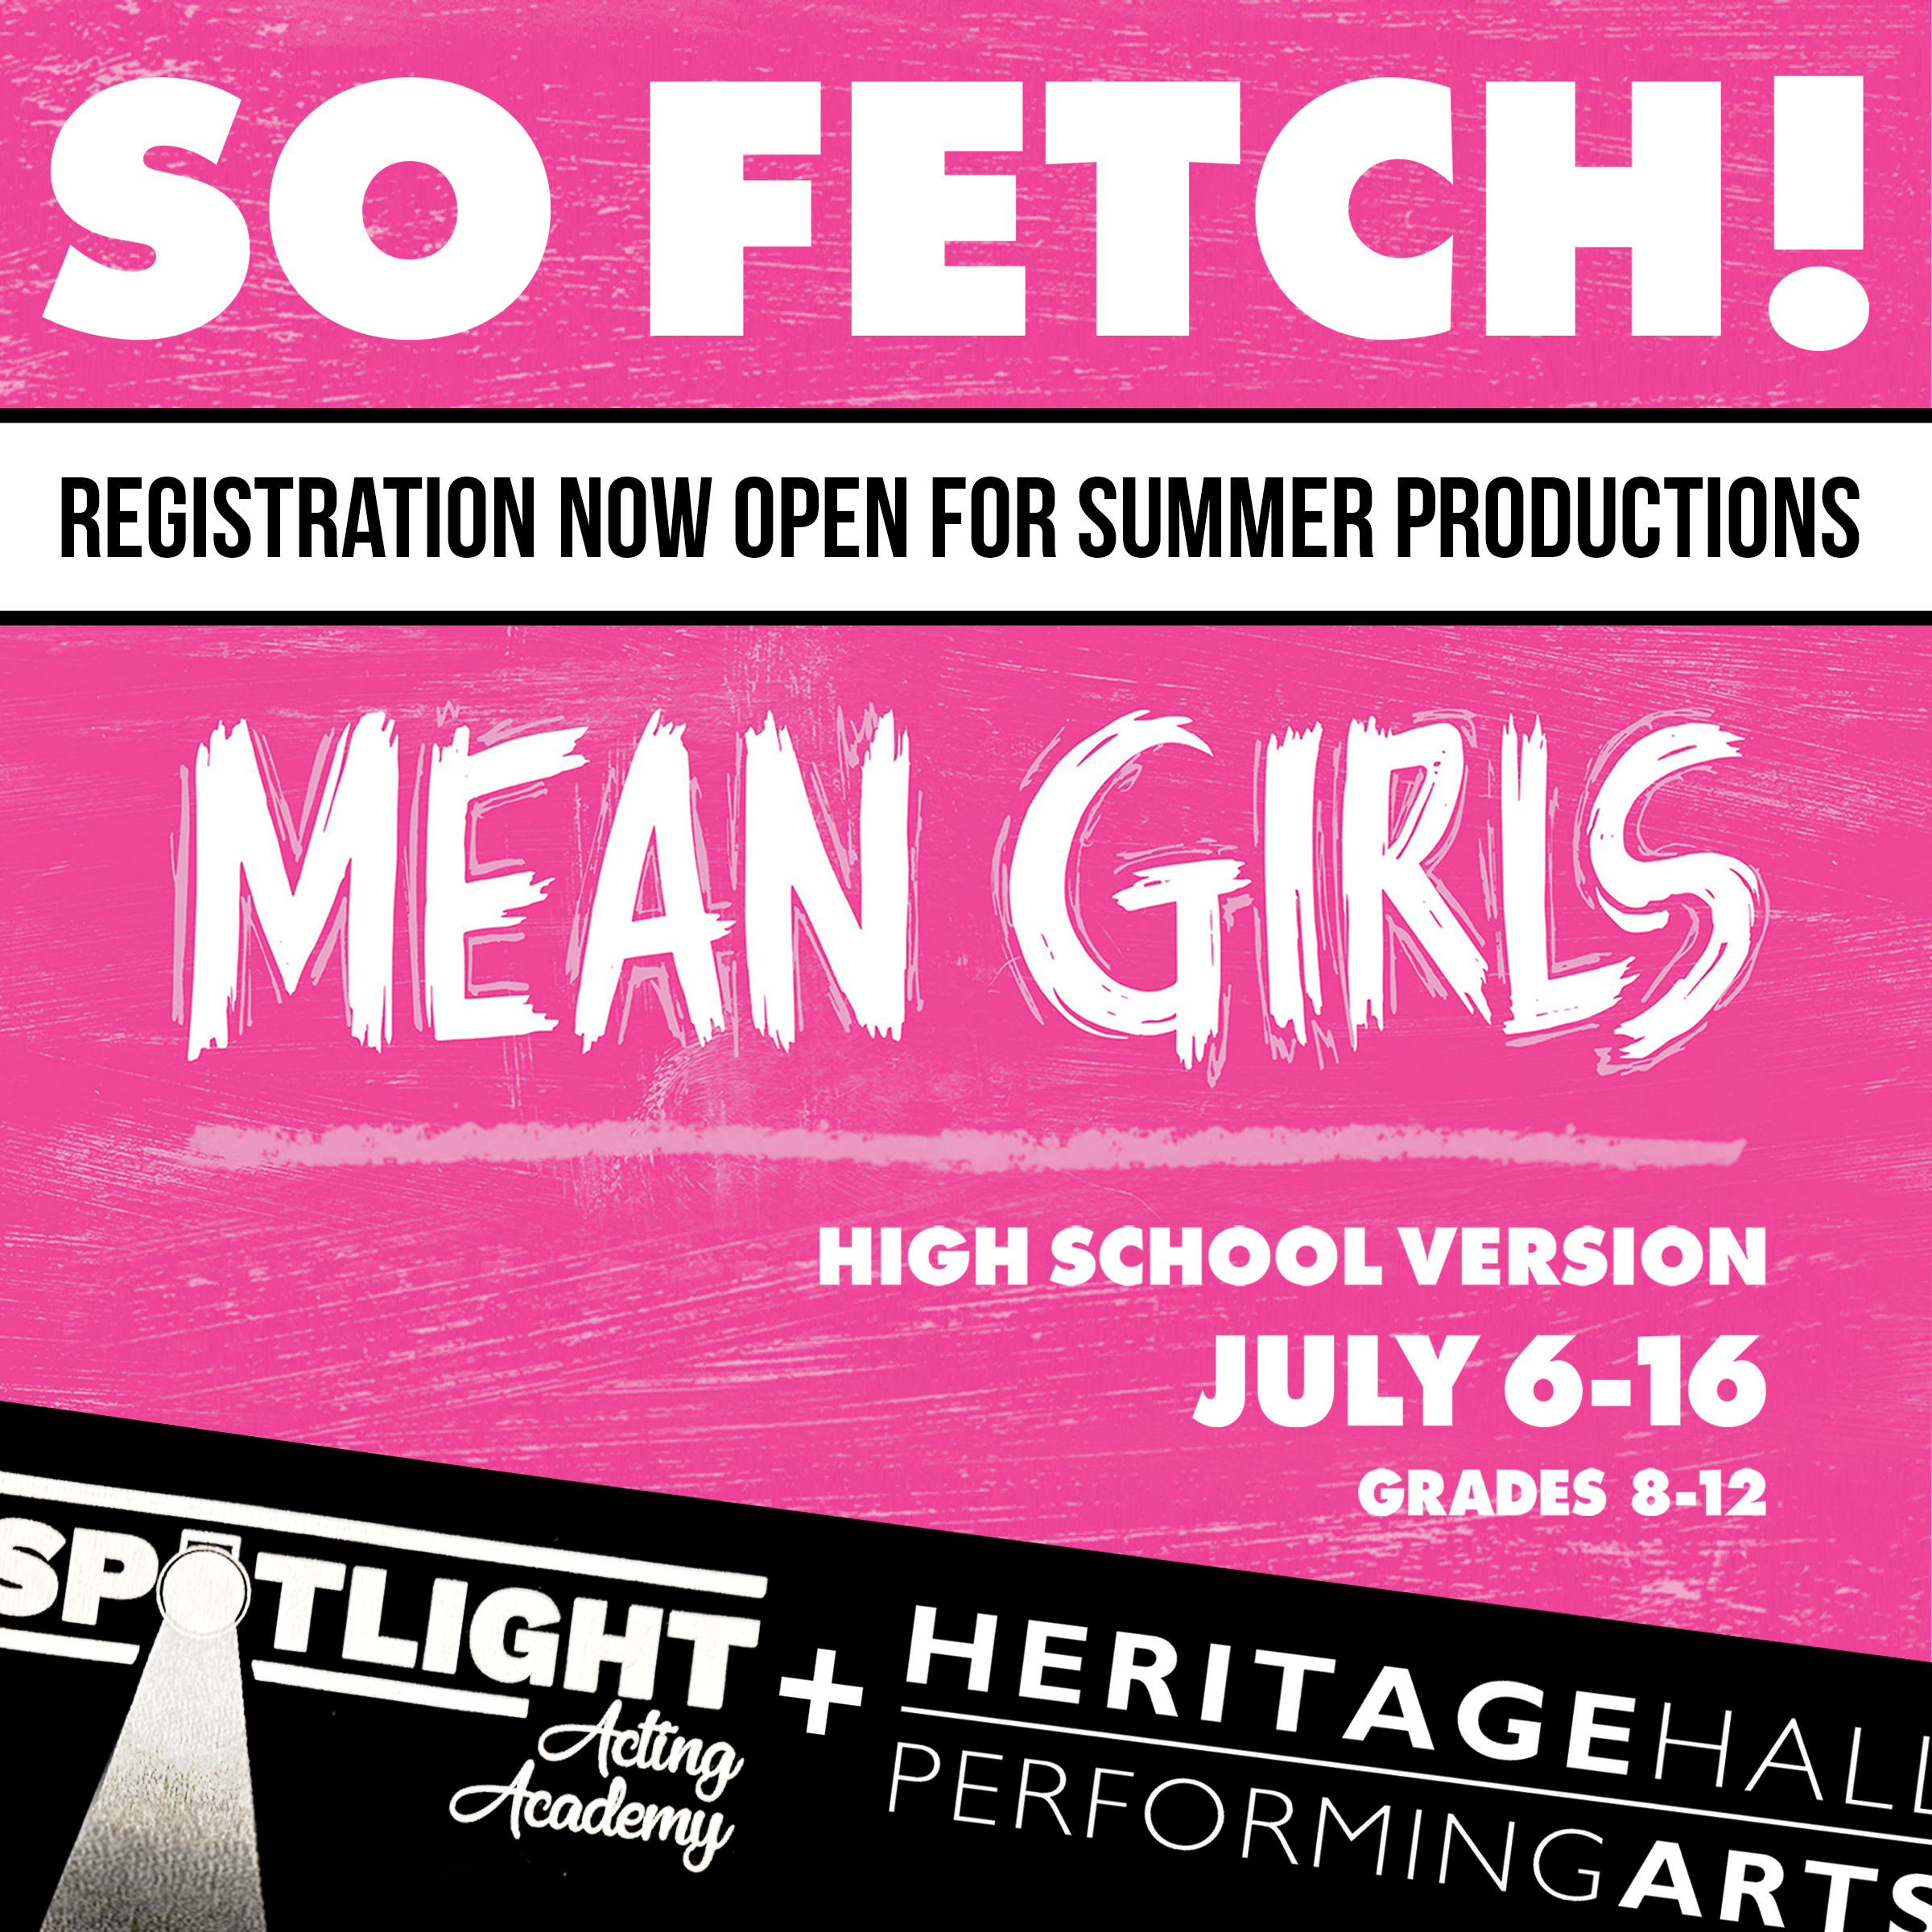 SO FETCH!
REGISTRATION NOW OPEN FOR SUMMER PRODUCTIONS
MEAN GIRLS
HIGH SCHOOL VERSION
JULY 6-16
GRADES 8-12
SPOTLIGHT
Acting
Academy
+
HERITAGEHALL
PERFORMINGARTS